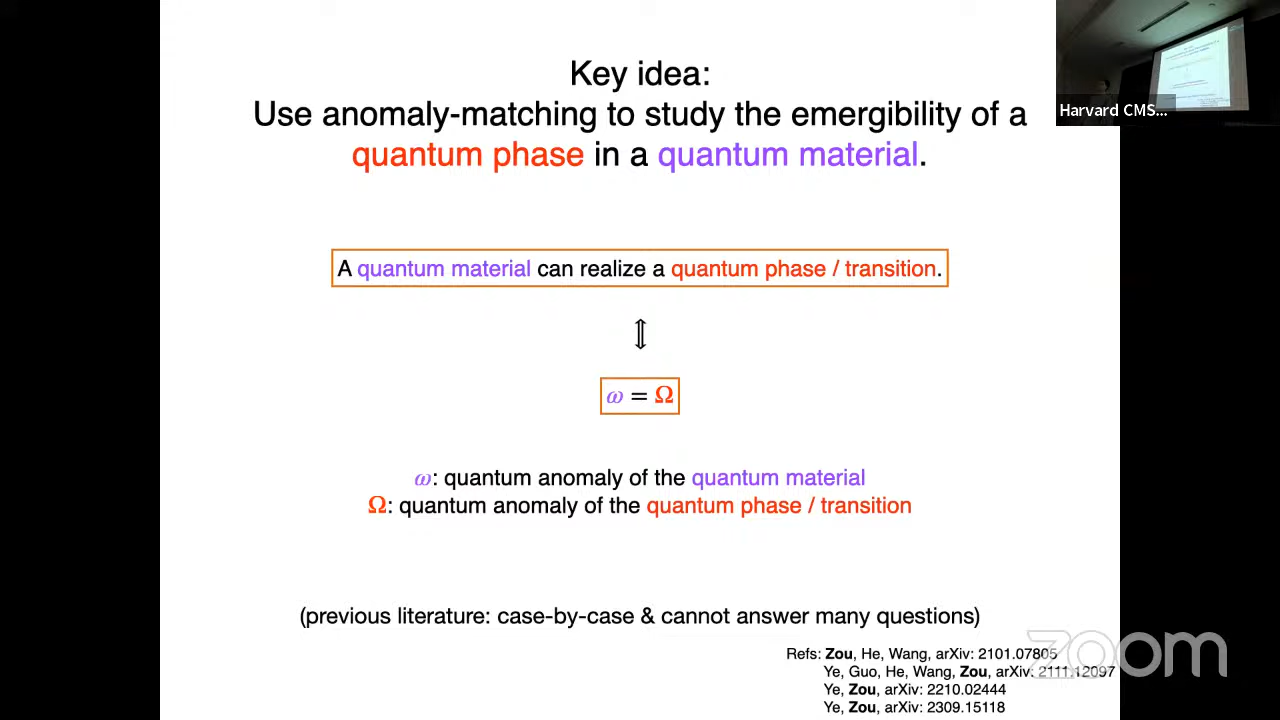 Key idea:
Use anomaly-matching to study the emergibility of a
quantum phase in a quantum material.
Harvard CMS...
A quantum material can realize a quantum phase / transition.
⇕
ω = Ω
ω: quantum anomaly of the quantum material
Ω: quantum anomaly of the quantum phase / transition
(previous literature: case-by-case & cannot answer many questions)
Refs: Zou, He, Wang, arXiv: 2101.07805
Ye, Guo, He, Wang, Zou, arXiv: 2111.12097
Ye, Zou, arXiv: 2210.02444
Ye, Zou, arXiv: 2309.15118
zoom